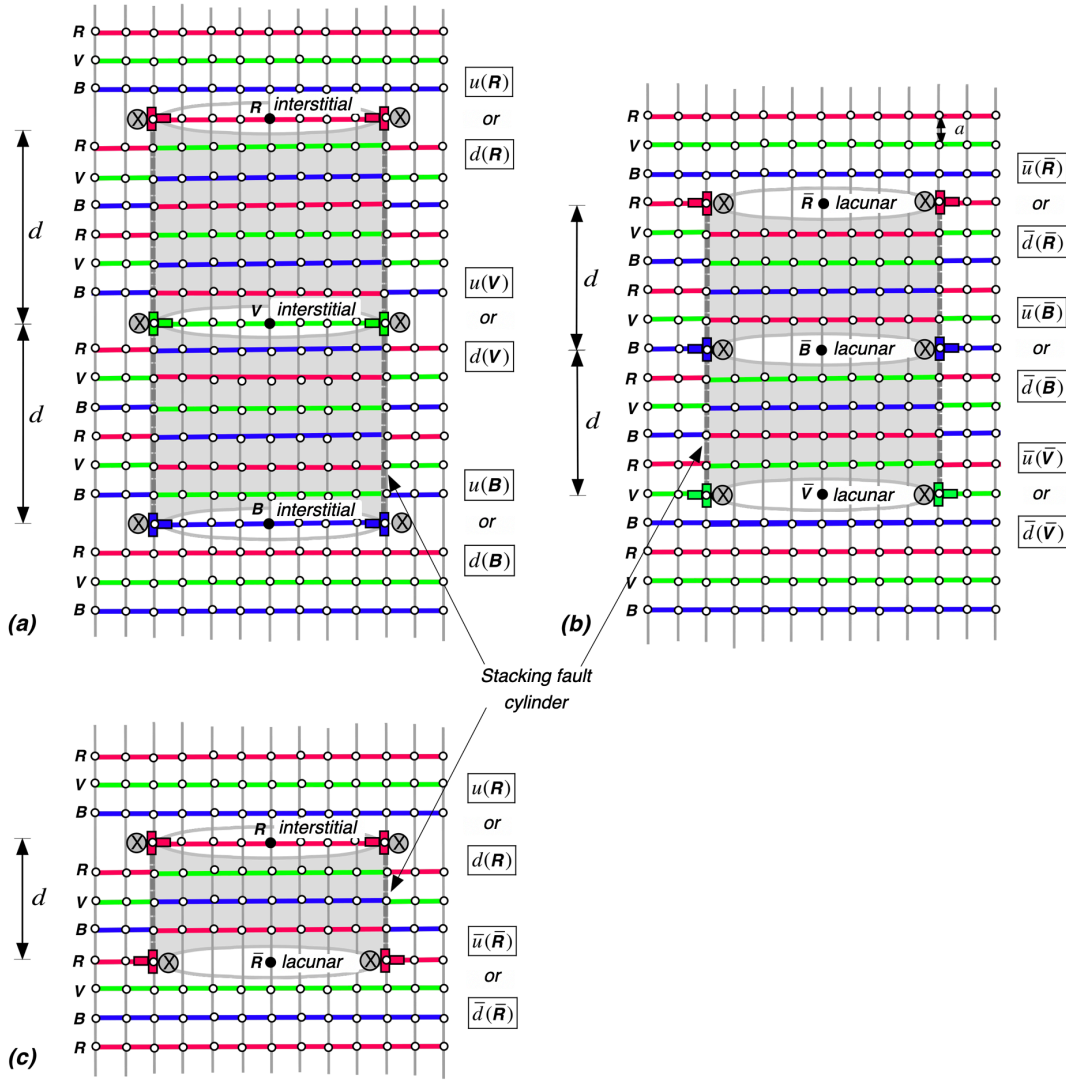 R
V
B
R interstitial
u(R)
or
d(R)
R
V
B
R
V
B
d
V interstitial
u(V)
or
d(V)
R
V
B
R
V
B
d
B interstitial
u(B)
or
d(B)
R
V
B
(a)
R
V
B
a
R
R̅ lacunar
u̅(R̅)
or
d̅(R̅)
V
B
R
V
d
B
B̅ lacunar
u̅(B̅)
or
d̅(B̅)
R
V
B
R
d
V
V̅ lacunar
u̅(V̅)
or
d̅(V̅)
B
R
V
B
(b)
Stacking fault
cylinder
R
V
B
R interstitial
u(R)
or
d(R)
R
V
B
d
R
R̅ lacunar
u̅(R̅)
or
d̅(R̅)
V
B
R
(c)